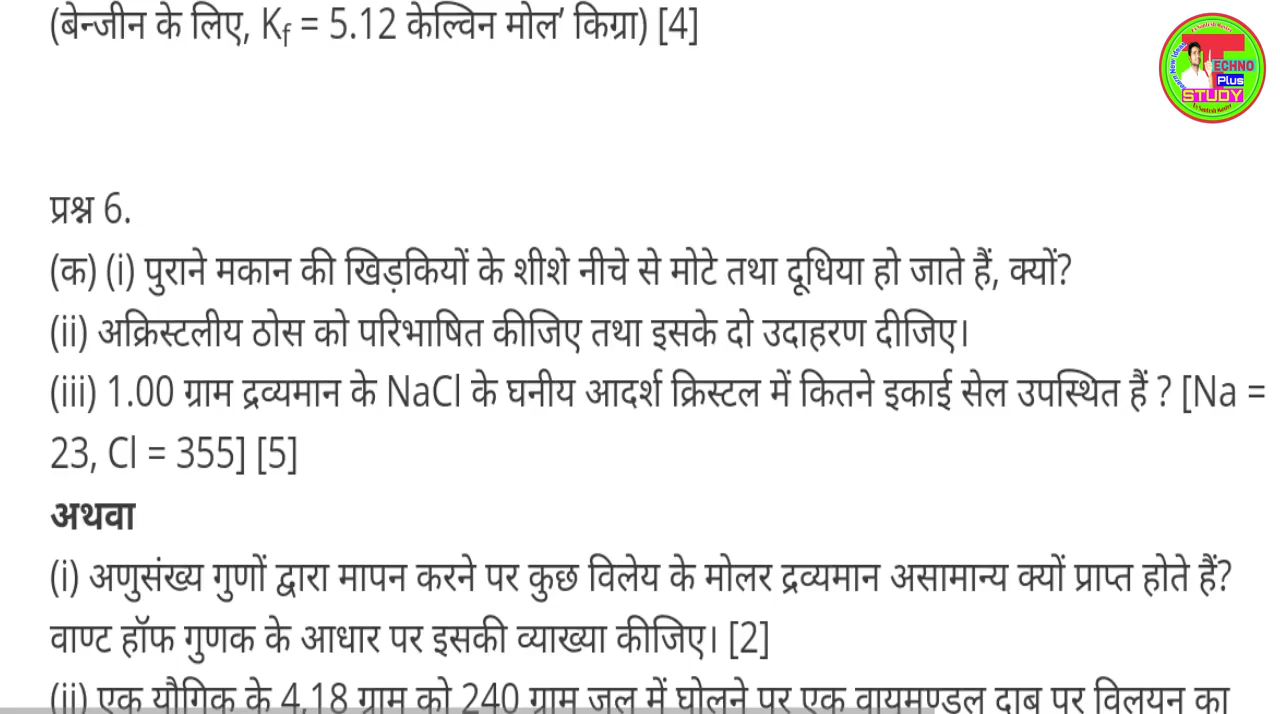 (बेन्जीन के लिए, Kf = 5.12 केल्विन मोल’ किग्रा) [4]
ECHNO
Plus
STUDY
प्रश्न 6.
(क) (i) पुराने मकान की खिड़कियों के शीशे नीचे से मोटे तथा दूधिया हो जाते हैं, क्यों?
(ii) अक्रिस्टलीय ठोस को परिभाषित कीजिए तथा इसके दो उदाहरण दीजिए।
(iii) 1.00 ग्राम द्रव्यमान के NaCl के घनीय आदर्श क्रिस्टल में कितने इकाई सेल उपस्थित हैं ? [Na =
23, Cl = 355] [5]
अथवा
(i) अणुसंख्य गुणों द्वारा मापन करने पर कुछ विलेय के मोलर द्रव्यमान असामान्य क्यों प्राप्त होते हैं?
वाण्ट हॉफ गुणक के आधार पर इसकी व्याख्या कीजिए। [2]
(ii) एक यौगिक के 4.18 ग्राम को 240 ग्राम जल में घोलने पर एक वायुमण्डल दाब पर विलयन का